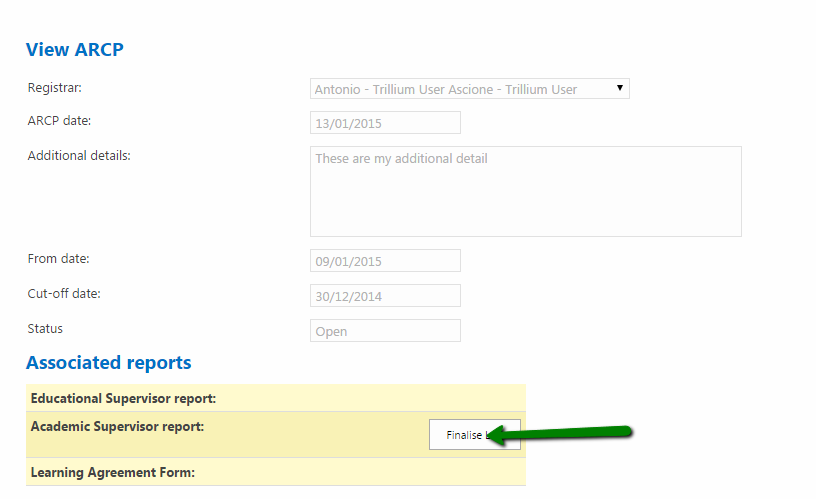 View ARCP
Registrar:
Antonio - Trillium User Ascione - Trillium User
ARCP date:
13/01/2015
Additional details:
These are my additional detail
From date:
09/01/2015
Cut-off date:
30/12/2014
Status
Open
Associated reports
Educational Supervisor report:
Academic Supervisor report:
Finalise
Learning Agreement Form: